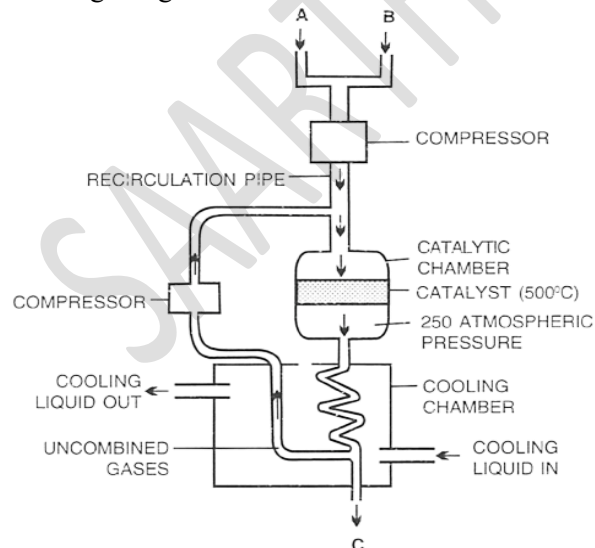 A B
COMPRESSOR
RECIRCULATION PIPE
CATALYTIC
CHAMBER
CATALYST (500°C)
COMPRESSOR
250 ATMOSPHERIC
PRESSURE
COOLING
LIQUID OUT
COOLING
CHAMBER
UNCOMBINED
GASES
COOLING
LIQUID IN
C